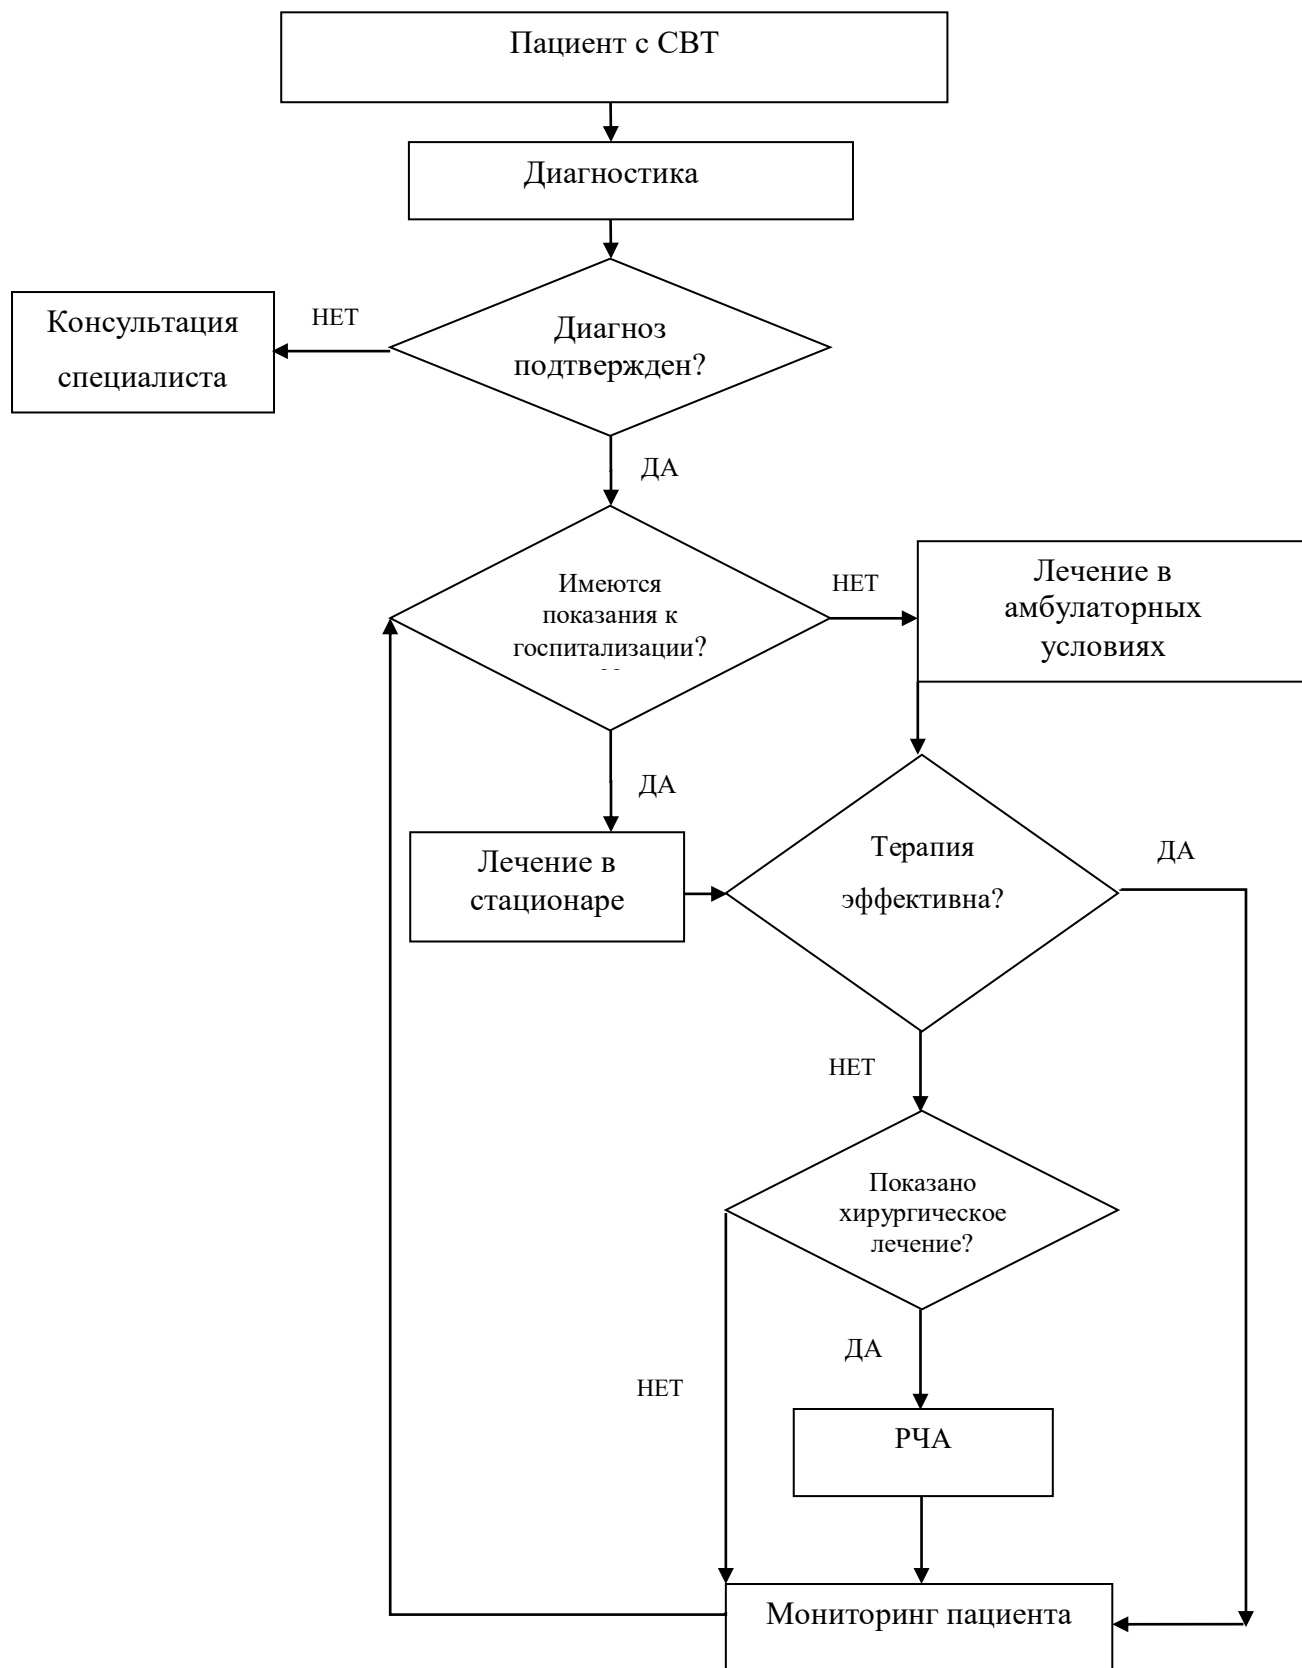 Пациент с СВТ
Диагностика
Консультация
специалиста
НЕТ
Диагноз
подтвержден?
ДА
Имеются
показания к
госпитализации?
НЕТ
Лечение в
амбулаторных
условиях
ДА
Лечение в
стационаре
Терапия
эффективна?
ДА
НЕТ
Показано
хирургическое
лечение?
ДА
НЕТ
РЧА
Мониторинг пациента